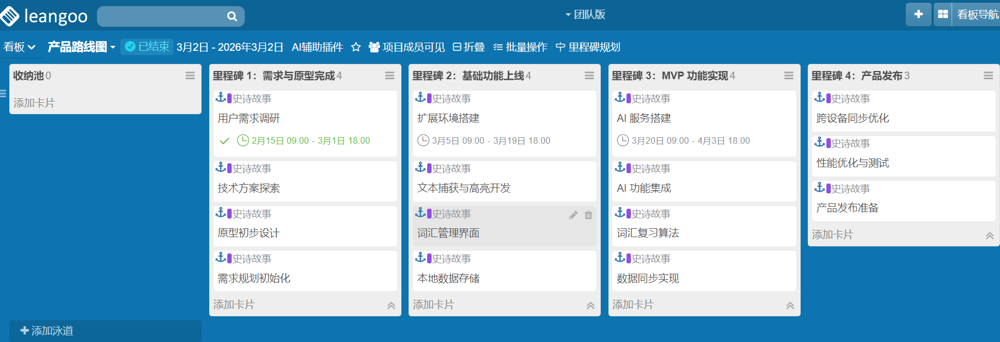 leangoo
团队版
看板导航
看板
产品路线图
已结束
3月2日 - 2026年3月2日
AI辅助插件
项目成员可见
折叠
批量操作
里程碑规划
收纳池 0
添加卡片
添加泳道
里程碑 1：需求与原型完成 4
史诗故事
用户需求调研
2月15日 09:00 - 3月1日 18:00
史诗故事
技术方案探索
史诗故事
原型初步设计
史诗故事
需求规划初始化
添加卡片
里程碑 2：基础功能上线 4
史诗故事
扩展环境搭建
3月5日 09:00 - 3月19日 18:00
史诗故事
文本捕获与高亮开发
史诗故事
词汇管理界面
史诗故事
本地数据存储
添加卡片
里程碑 3：MVP 功能实现 4
史诗故事
AI 服务搭建
3月20日 09:00 - 4月3日 18:00
史诗故事
AI 功能集成
史诗故事
词汇复习算法
史诗故事
数据同步实现
添加卡片
里程碑 4：产品发布 3
史诗故事
跨设备同步优化
史诗故事
性能优化与测试
史诗故事
产品发布准备
添加卡片